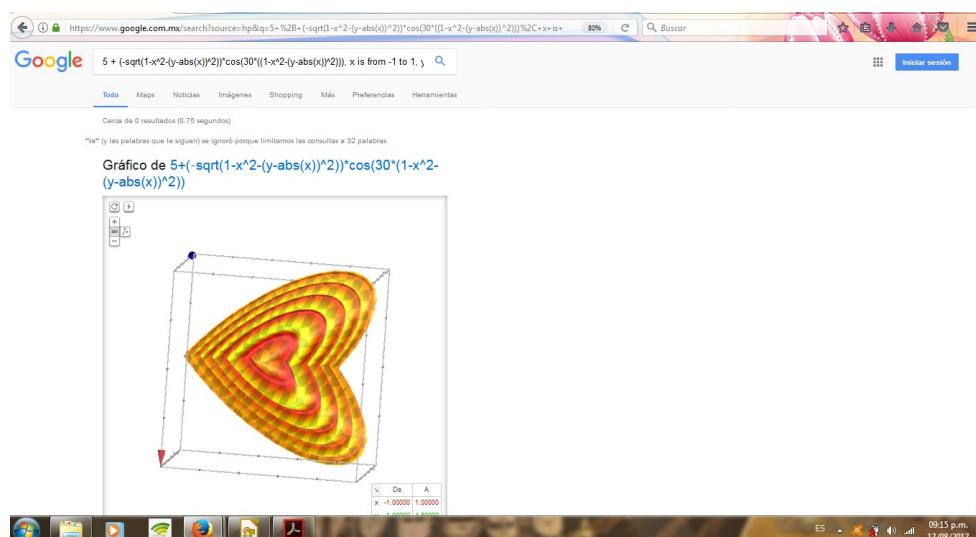 https://www.google.com.mx/search?source=hp&q=5+%2B+(-sqrt(1-x^2-(y-abs(x))^2))*cos(30*((1-x^2-(y-abs(x))^2)))%2C+x+is+ 80% Buscar
Google 5 + (-sqrt(1-x^2-(y-abs(x))^2))*cos(30*((1-x^2-(y-abs(x))^2))), x is from -1 to 1, y Iniciar sesión
Todo Maps Noticias Imágenes Shopping Más Preferencias Herramientas
Cerca de 0 resultados (0.75 segundos)
"is" (y las palabras que le siguen) se ignoró porque limitamos las consultas a 32 palabras.
Gráfico de 5+(-sqrt(1-x^2-(y-abs(x))^2))*cos(30*(1-x^2-
(y-abs(x))^2))
De A
x -1.00000 1.00000
ES 09:15 p.m.
17/08/2017